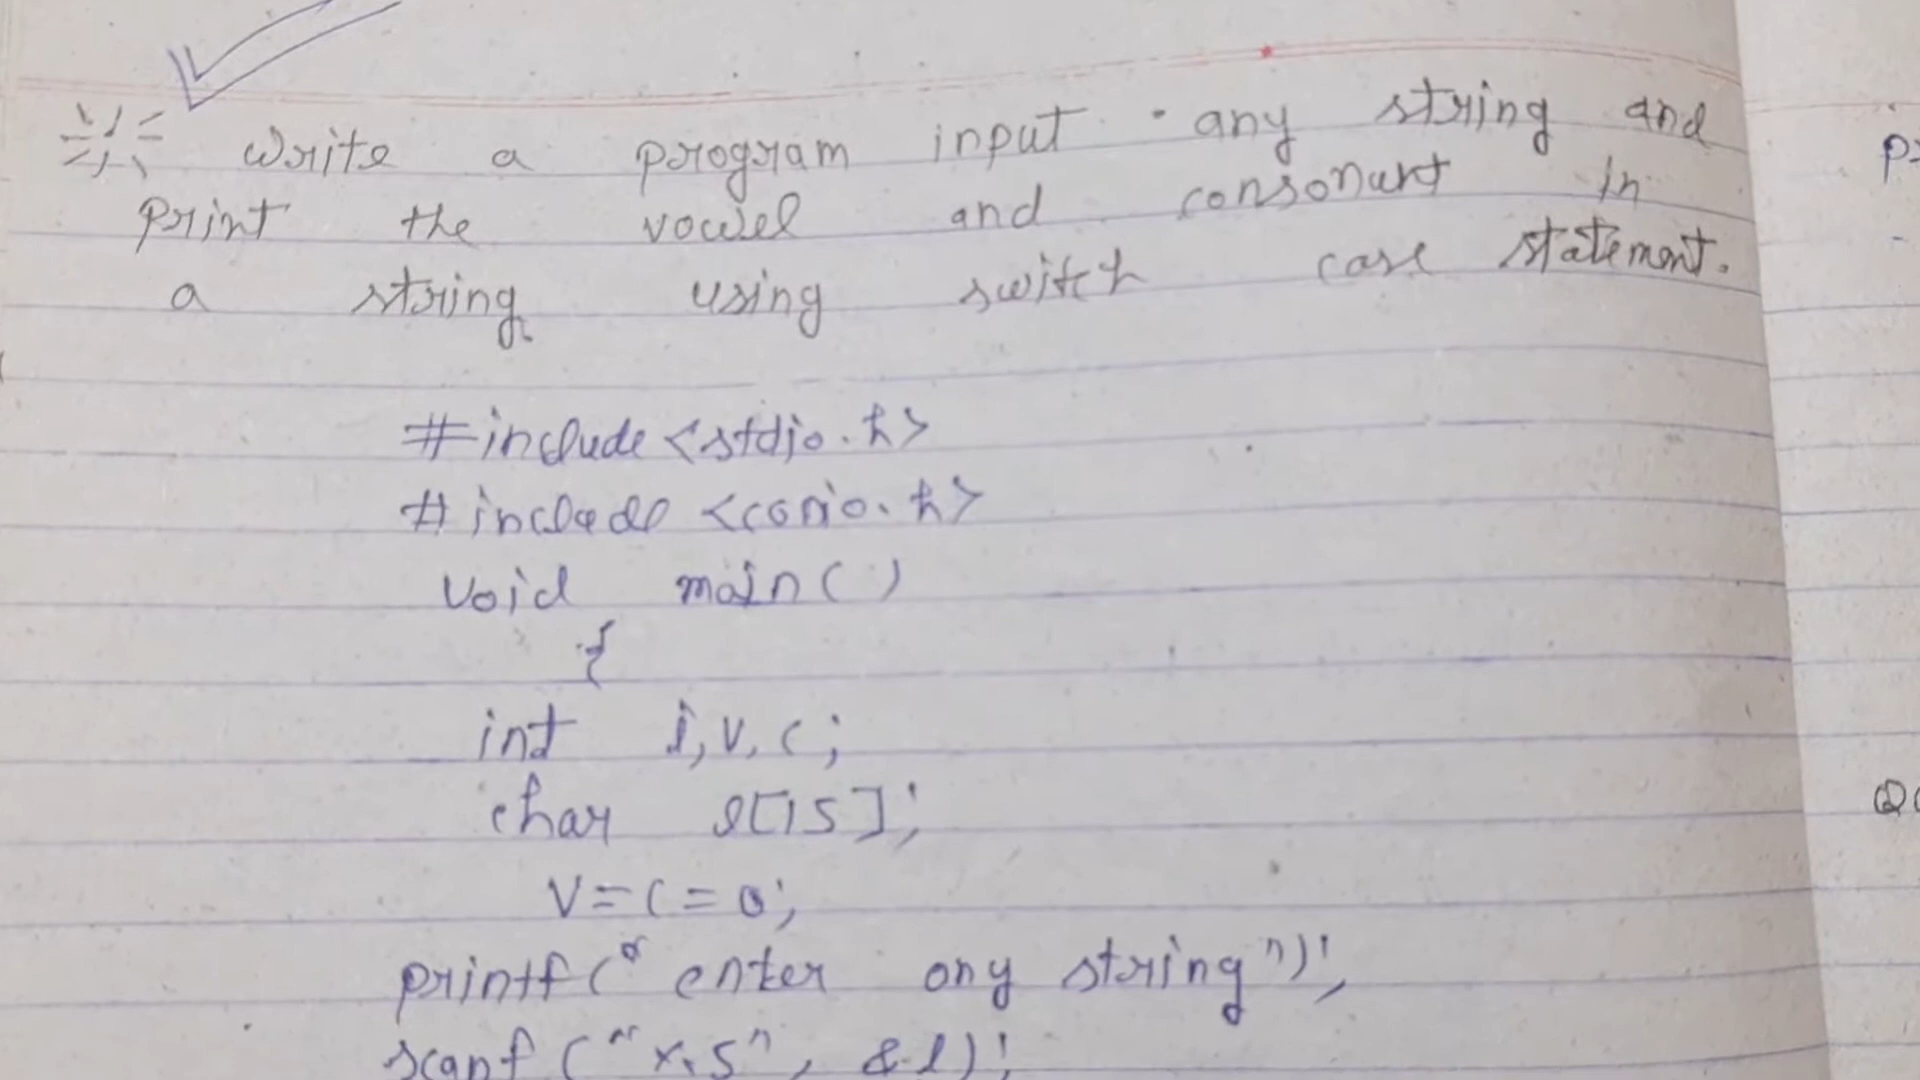 write a program input any string and
print the vowel and consonant in
a string using switch case statement.
#include <stdio.h>
#include <conio.h>
void main()
{
int i, v, c;
char l[15];
v=c=0;
printf(" enter any string");
scanf ("%s", &l);